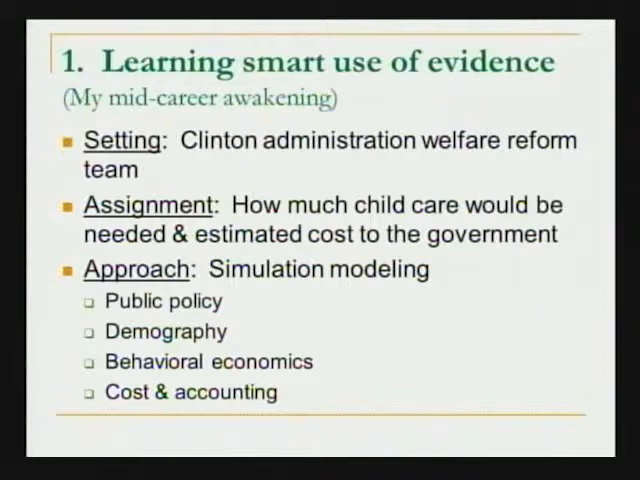 1. Learning smart use of evidence
(My mid-career awakening)
Setting: Clinton administration welfare reform
team
Assignment: How much child care would be
needed & estimated cost to the government
Approach: Simulation modeling
Public policy
Demography
Behavioral economics
Cost & accounting